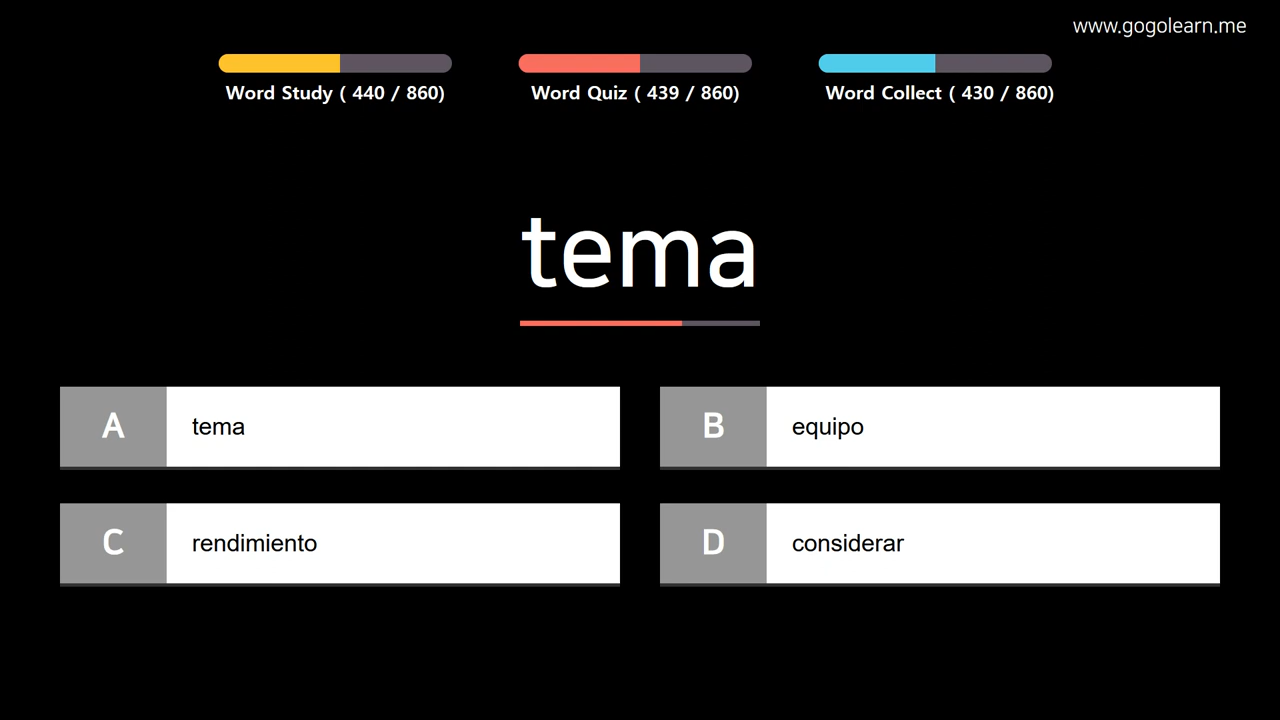 www.gogolearn.me
Word Study ( 440 / 860)
Word Quiz ( 439 / 860)
Word Collect ( 430 / 860)
tema
A tema
B equipo
C rendimiento
D considerar